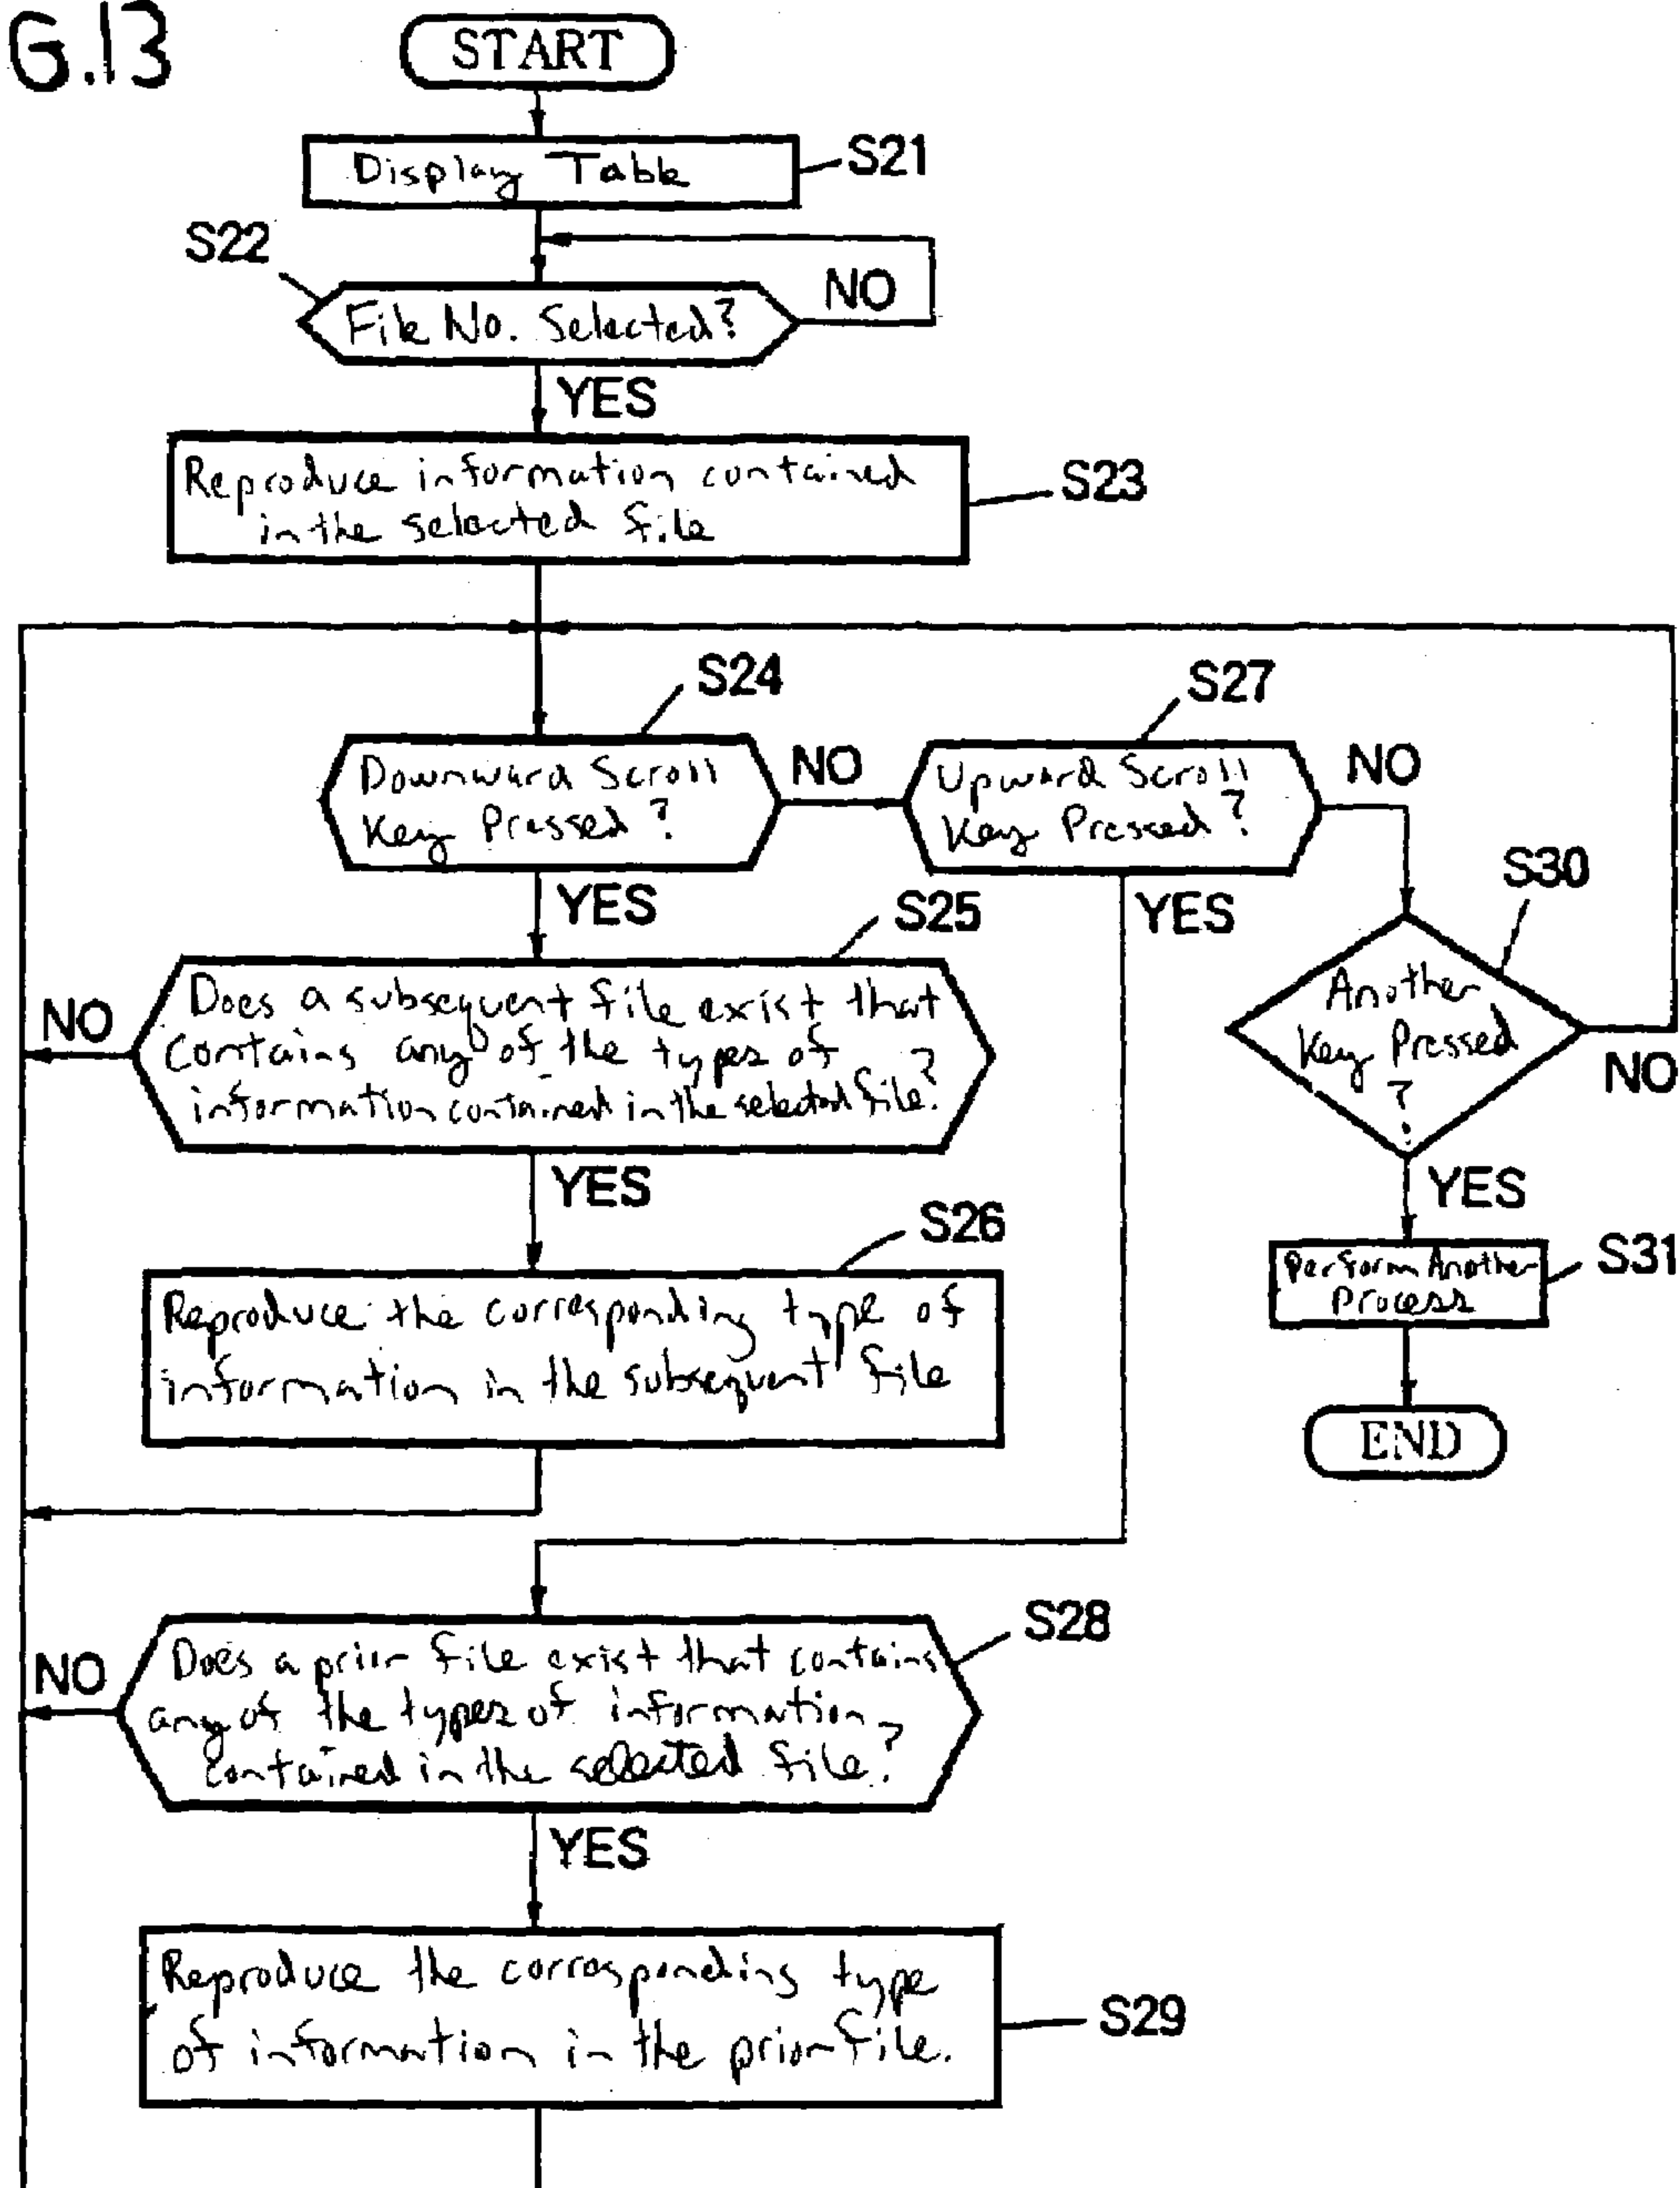 G.13
START
Display Table
S21
S22
File No. Selected?
NO
YES
Reproduce information contained
in the selected file
S23
S24
S27
Downward Scroll
Key Pressed?
NO
Upward Scroll
Key Pressed?
NO
YES
YES
S30
S25
Another
Key Pressed
?
NO
Does a subsequent file exist that
contains any of the types of
information contained in the selected file?
NO
YES
YES
S26
Perform Another
Process
S31
Reproduce the corresponding type of
information in the subsequent file
END
S28
Does a prior file exist that contains
any of the types of information
contained in the selected file?
NO
YES
Reproduce the corresponding type
of information in the prior file.
S29